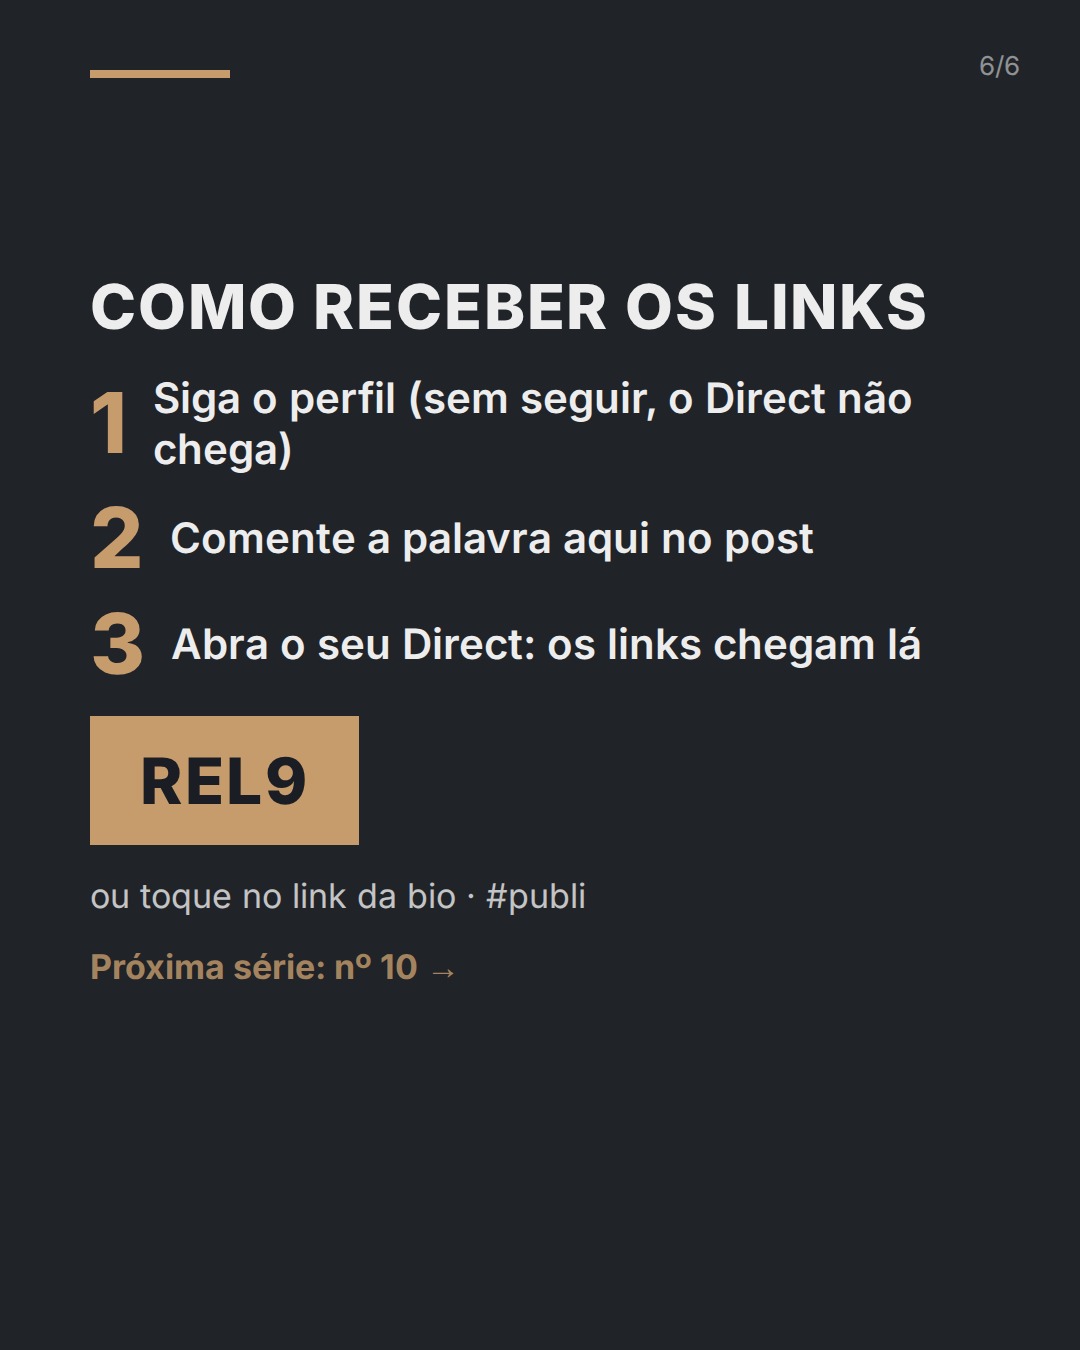 6/6
COMO RECEBER OS LINKS
1 Siga o perfil (sem seguir, o Direct não
chega)
2 Comente a palavra aqui no post
3 Abra o seu Direct: os links chegam lá
REL9
ou toque no link da bio · #publi
Próxima série: nº 10 →